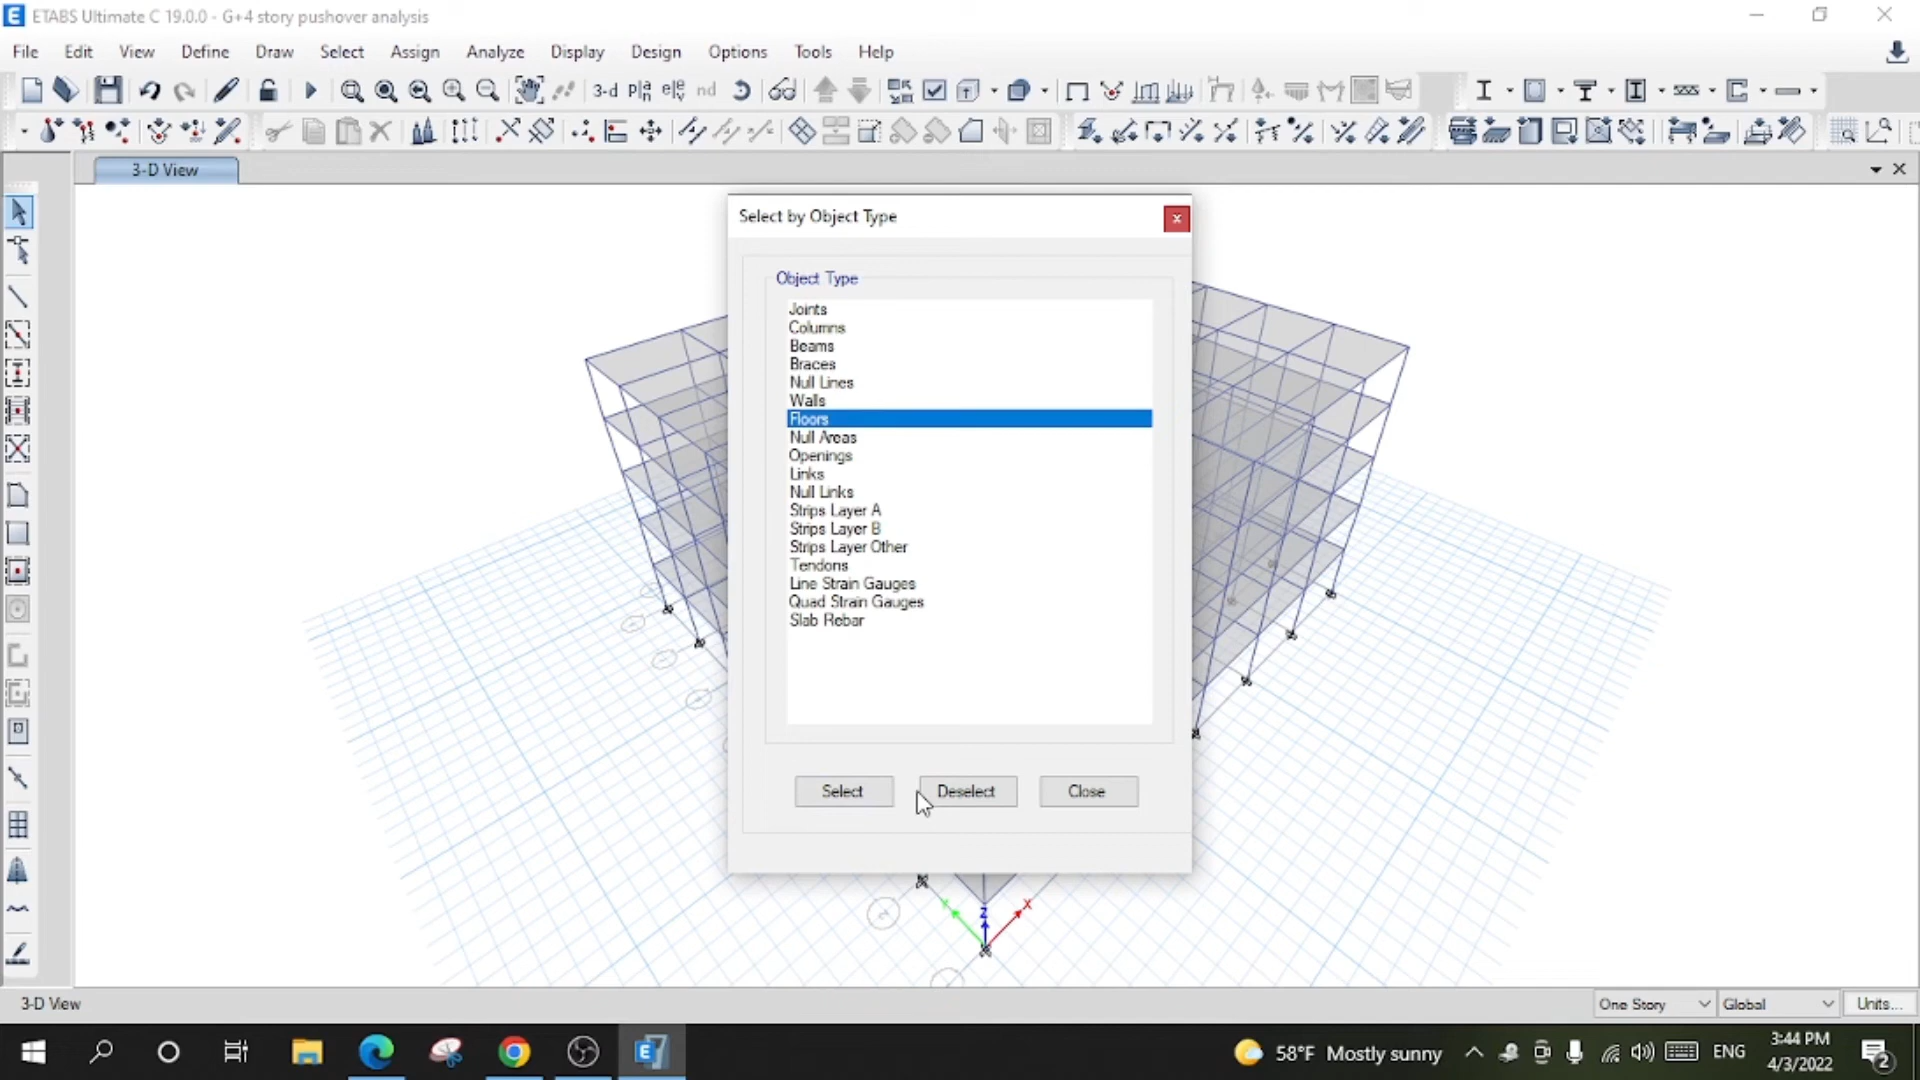 ETABS Ultimate C 19.0.0 - G+4 story pushover analysis
File Edit View Define Draw Select Assign Analyze Display Design Options Tools Help
3-d
nd
3-D View
Select by Object Type
Object Type
Joints
Columns
Beams
Braces
Null Lines
Walls
Floors
Null Areas
Openings
Links
Null Links
Strips Layer A
Strips Layer B
Strips Layer Other
Tendons
Line Strain Gauges
Quad Strain Gauges
Slab Rebar
Select Deselect Close
Z X
3-D View
One Story Global Units...
58°F Mostly sunny ENG
3:44 PM
4/3/2022
2